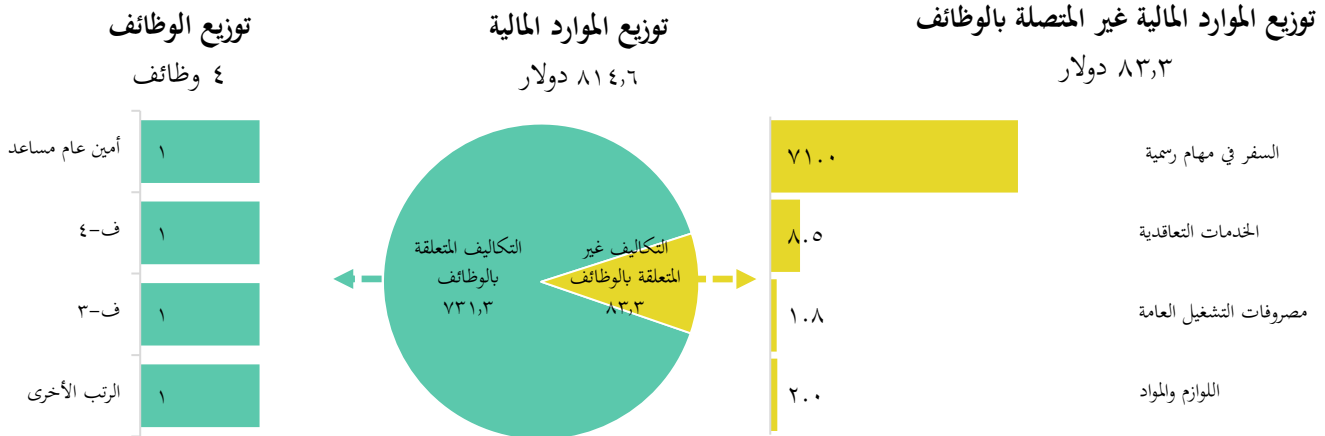 توزيع الموارد المالية غير المتصلة بالوظائف
٨٣,٣ دولار
السفر في مهام رسمية
٧١.٠
الخدمات التعاقدية
٨.٥
مصروفات التشغيل العامة
١.٨
اللوازم والمواد
٢.٠
توزيع الموارد المالية
٨١٤,٦ دولار
التكاليف غير
المتعلقة بالوظائف
٨٣,٣
التكاليف المتعلقة
بالوظائف
٧٣١,٣
توزيع الوظائف
٤ وظائف
أمين عام مساعد
١
ف-٤
١
ف-٣
١
الرتب الأخرى
١